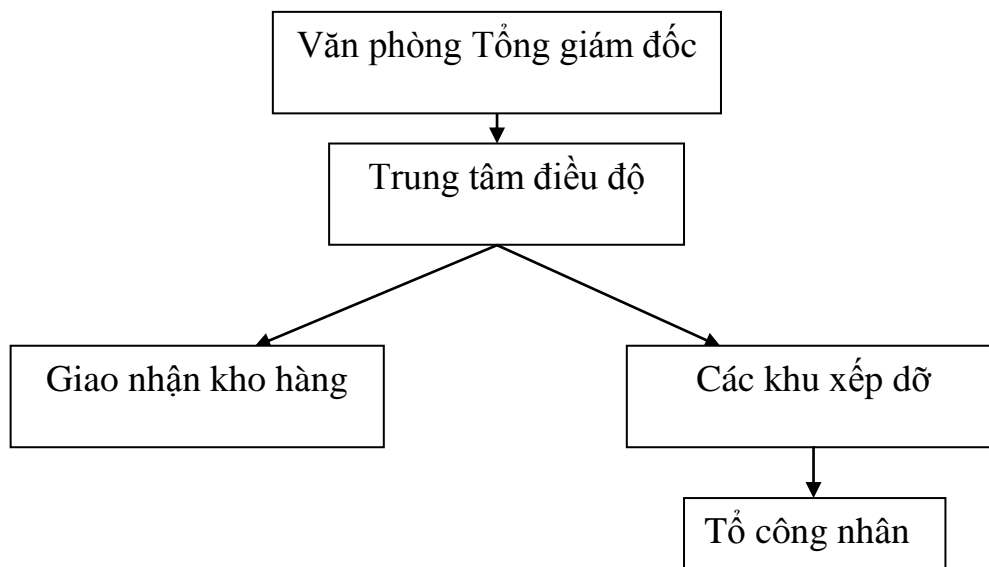 Văn phòng Tổng giám đốc
Trung tâm điều độ
Giao nhận kho hàng
Các khu xếp dỡ
Tổ công nhân